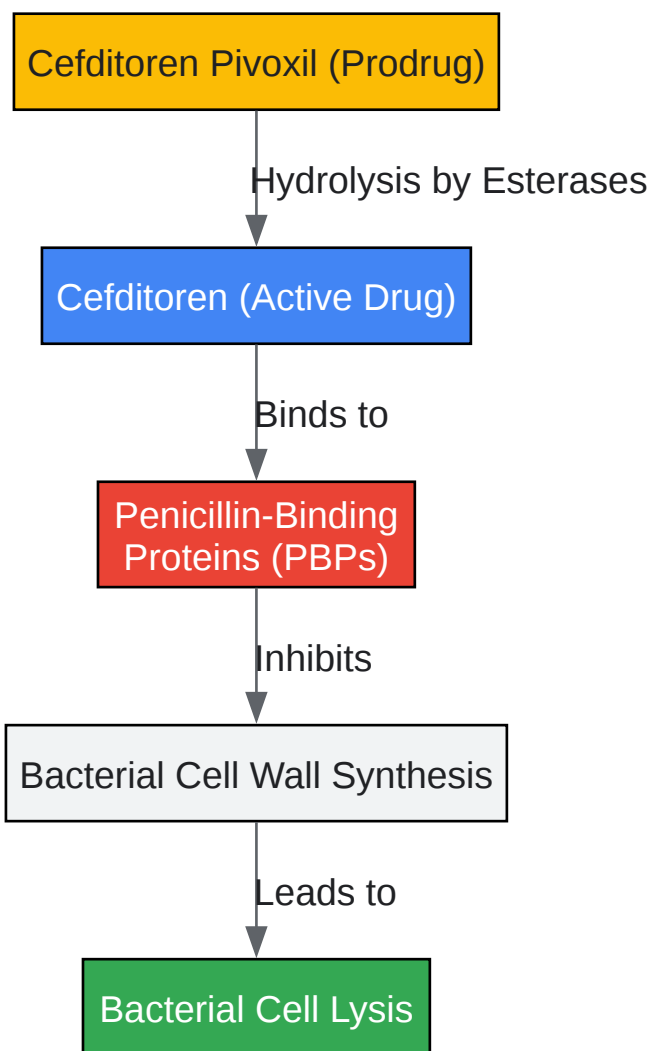 Cefditoren Pivoxil (Prodrug)
Hydrolysis by Esterases
Cefditoren (Active Drug)
Binds to
Penicillin-Binding
Proteins (PBPs)
Inhibits
Bacterial Cell Wall Synthesis
Leads to
Bacterial Cell Lysis